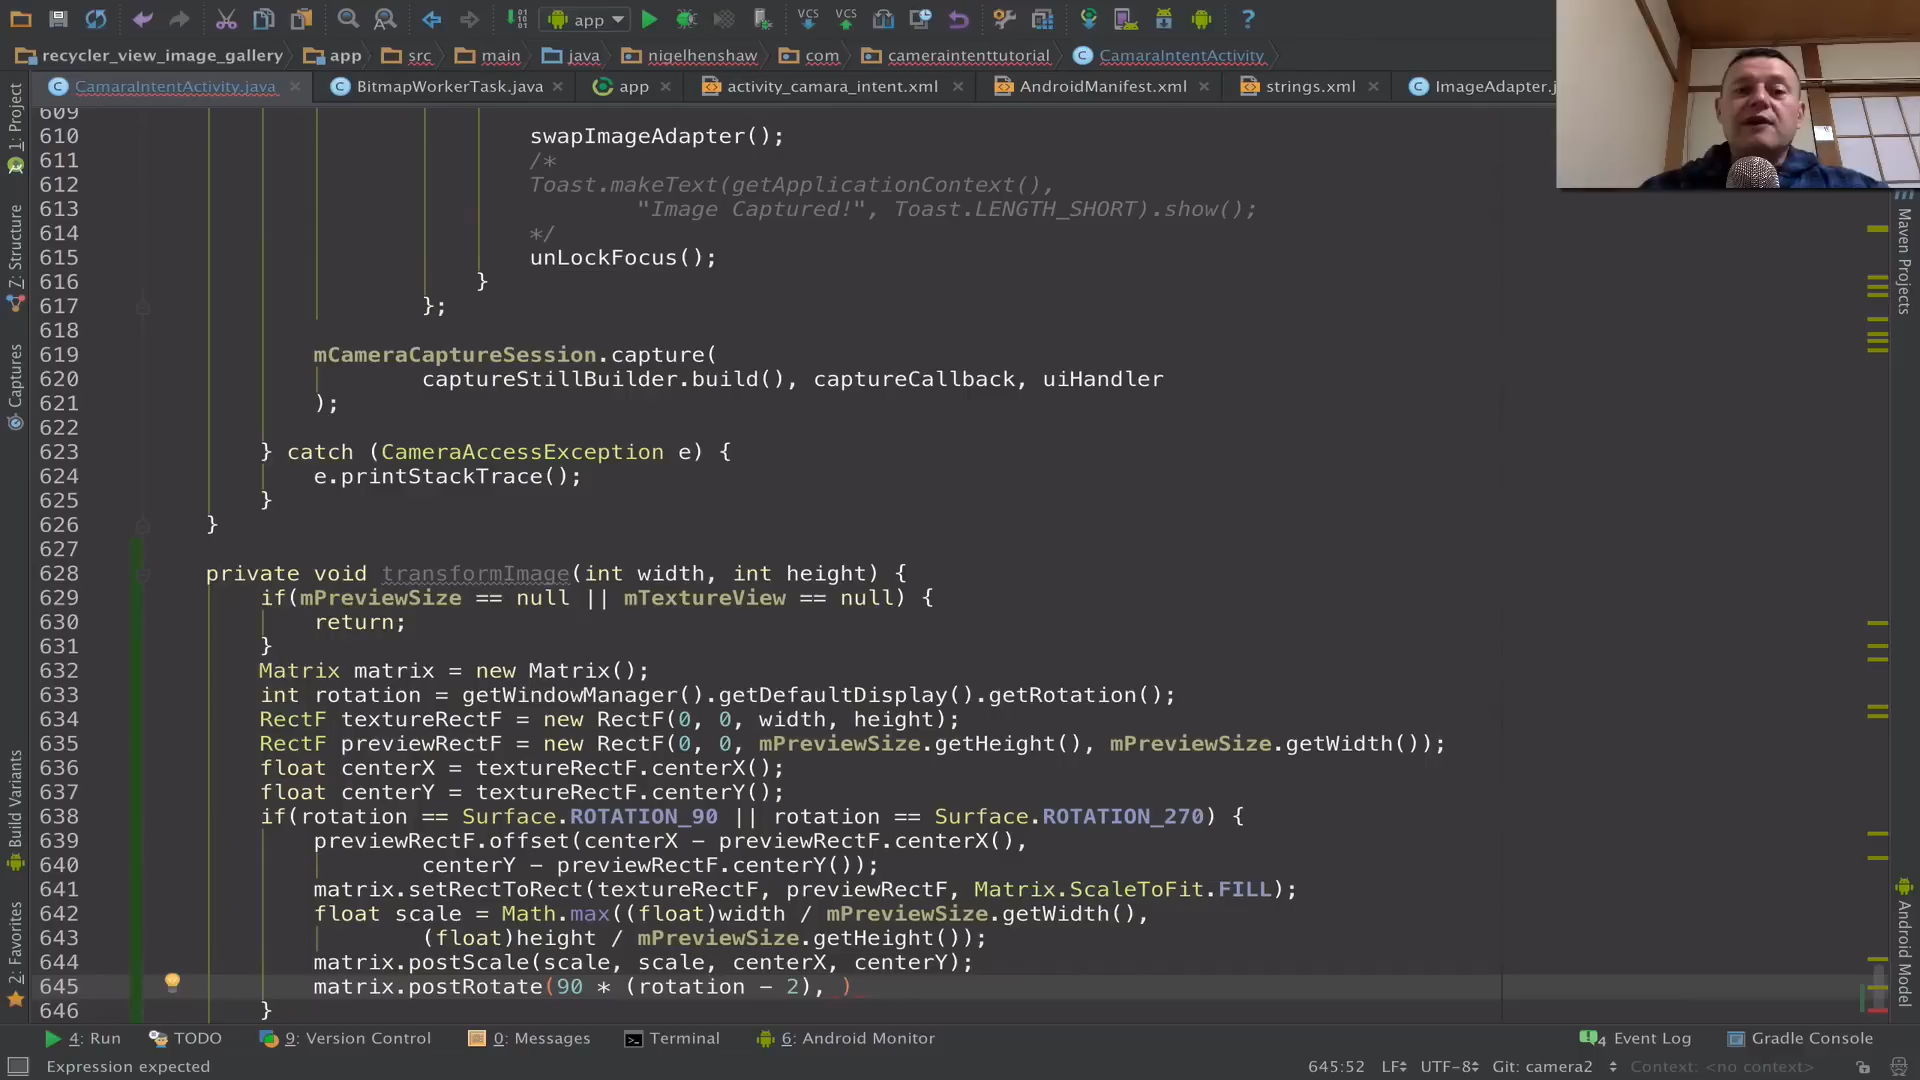 app
recycler_view_image_gallery app src main java nigelhenshaw com cameraintenttutorial CamaraIntentActivity
CamaraIntentActivity.java BitmapWorkerTask.java app activity_camara_intent.xml AndroidManifest.xml strings.xml ImageAdapter.j
1: Project
7: Structure
Captures
Build Variants
2: Favorites
Maven Projects
Android Model
609
610 swapImageAdapter();
611 /*
612 Toast.makeText(getApplicationContext(),
613 "Image Captured!", Toast.LENGTH_SHORT).show();
614 */
615 unLockFocus();
616 }
617 };
618
619 mCameraCaptureSession.capture(
620 captureStillBuilder.build(), captureCallback, uiHandler
621 );
622
623 } catch (CameraAccessException e) {
624 e.printStackTrace();
625 }
626 }
627
628 private void transformImage(int width, int height) {
629 if(mPreviewSize == null || mTextureView == null) {
630 return;
631 }
632 Matrix matrix = new Matrix();
633 int rotation = getWindowManager().getDefaultDisplay().getRotation();
634 RectF textureRectF = new RectF(0, 0, width, height);
635 RectF previewRectF = new RectF(0, 0, mPreviewSize.getHeight(), mPreviewSize.getWidth());
636 float centerX = textureRectF.centerX();
637 float centerY = textureRectF.centerY();
638 if(rotation == Surface.ROTATION_90 || rotation == Surface.ROTATION_270) {
639 previewRectF.offset(centerX - previewRectF.centerX(),
640 centerY - previewRectF.centerY());
641 matrix.setRectToRect(textureRectF, previewRectF, Matrix.ScaleToFit.FILL);
642 float scale = Math.max((float)width / mPreviewSize.getWidth(),
643 (float)height / mPreviewSize.getHeight());
644 matrix.postScale(scale, scale, centerX, centerY);
645 matrix.postRotate(90 * (rotation - 2), )
646 }
4: Run TODO 9: Version Control 0: Messages Terminal 6: Android Monitor 4 Event Log Gradle Console
Expression expected 645:52 LF UTF-8 Git: camera2 Context: <no context>